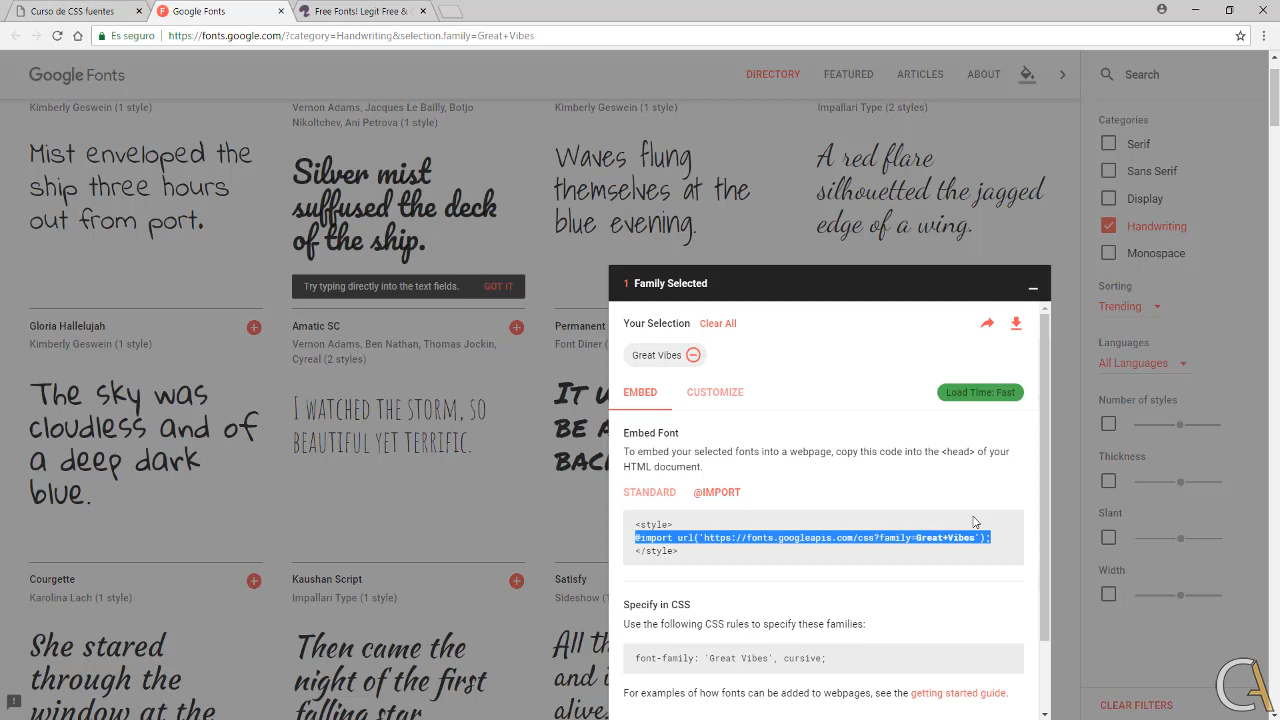 Curso de CSS fuentes
Google Fonts
Free Fonts! Legit Free &
Es seguro
https://fonts.google.com/?category=Handwriting&selection.family=Great+Vibes
Google Fonts
DIRECTORY
FEATURED
ARTICLES
ABOUT
Search
Kimberly Geswein (1 style)
Vernon Adams, Jacques Le Bailly, Botjo
Nikoltchev, Ani Petrova (1 style)
Kimberly Geswein (1 style)
Impallari Type (2 styles)
Mist enveloped the
ship three hours
out from port.
Silver mist
suffused the deck
of the ship.
Waves flung
themselves at the
blue evening.
A red flare
silhouetted the jagged
edge of a wing.
Try typing directly into the text fields.
GOT IT
Gloria Hallelujah
Kimberly Geswein (1 style)
Amatic SC
Vernon Adams, Ben Nathan, Thomas Jockin,
Cyreal (2 styles)
Permanent
Font Diner
The sky was
cloudless and of
a deep dark
blue.
I watched the storm, so
beautiful yet terrific.
Courgette
Karolina Lach (1 style)
Kaushan Script
Impallari Type (1 style)
Satisfy
Sideshow (1
She stared
through the
window at the
Then came the
night of the first
falling star.
All th
and i
alive.
1 Family Selected
Your Selection
Clear All
Great Vibes
EMBED
CUSTOMIZE
Load Time: Fast
Embed Font
To embed your selected fonts into a webpage, copy this code into the <head> of your
HTML document.
STANDARD
@IMPORT
<style>
@import url('https://fonts.googleapis.com/css?family=Great+Vibes');
</style>
Specify in CSS
Use the following CSS rules to specify these families:
font-family: 'Great Vibes', cursive;
For examples of how fonts can be added to webpages, see the getting started guide.
Categories
Serif
Sans Serif
Display
Handwriting
Monospace
Sorting
Trending
Languages
All Languages
Number of styles
Thickness
Slant
Width
CLEAR FILTERS
CA